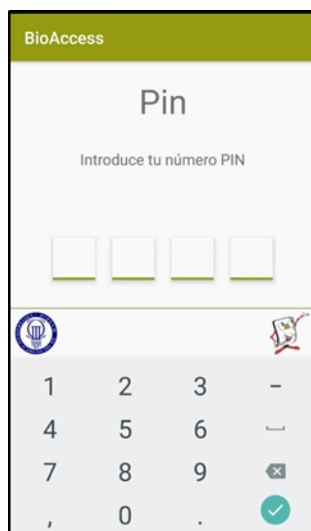 BioAccess
Pin
Introduce tu número PIN
1 2 3 -
4 5 6
7 8 9
, 0 .